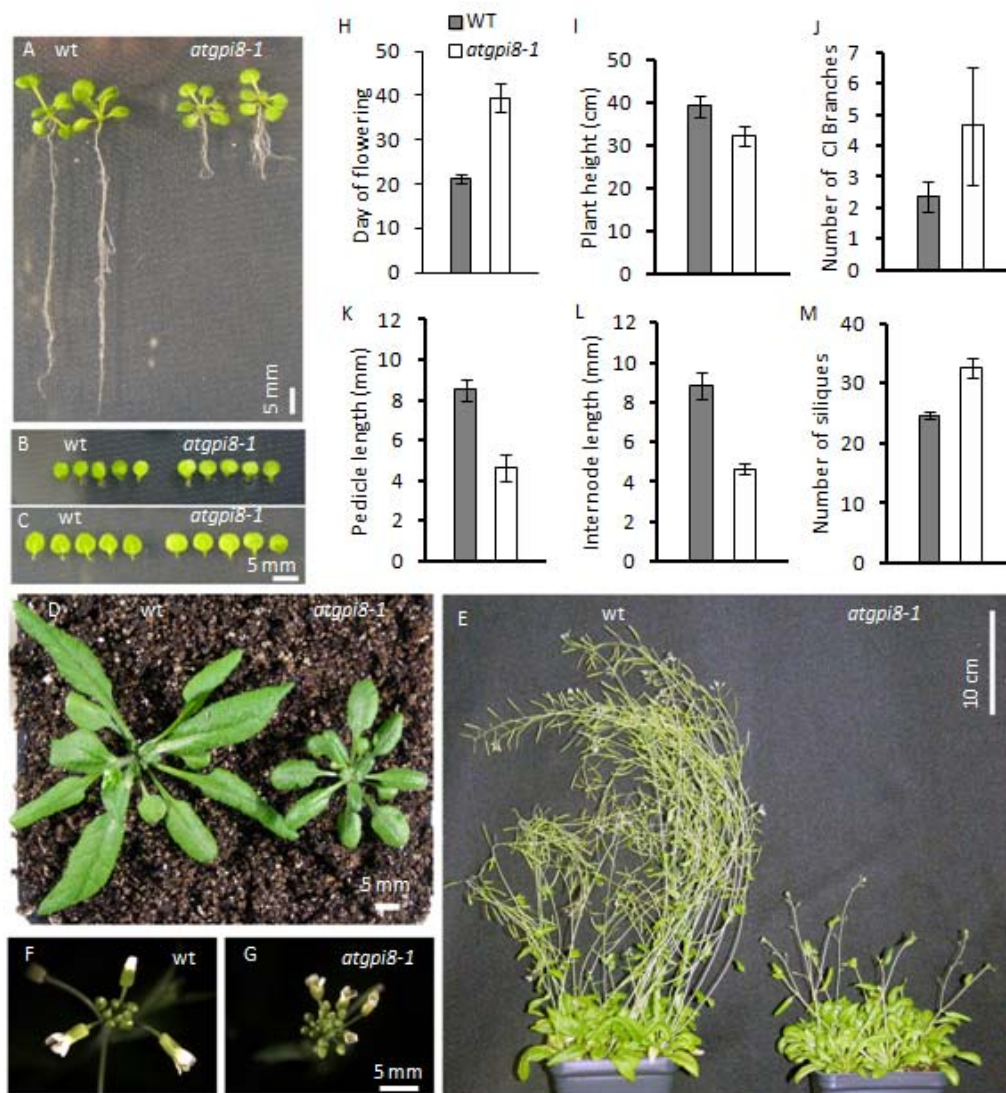 A wt atgpi8-1
5 mm
B wt atgpi8-1
C wt atgpi8-1
5 mm
H WT
atgpi8-1
Day of flowering
50
40
30
20
10
0
I
Plant height (cm)
60
50
40
30
20
10
0
J
Number of CI Branches
7
6
5
4
3
2
1
0
K
Pedicle length (mm)
12
10
8
6
4
2
0
L
Internode length (mm)
12
10
8
6
4
2
0
M
Number of siliques
40
30
20
10
0
D wt atgpi8-1
5 mm
E wt atgpi8-1
10 cm
F wt
G atgpi8-1
5 mm